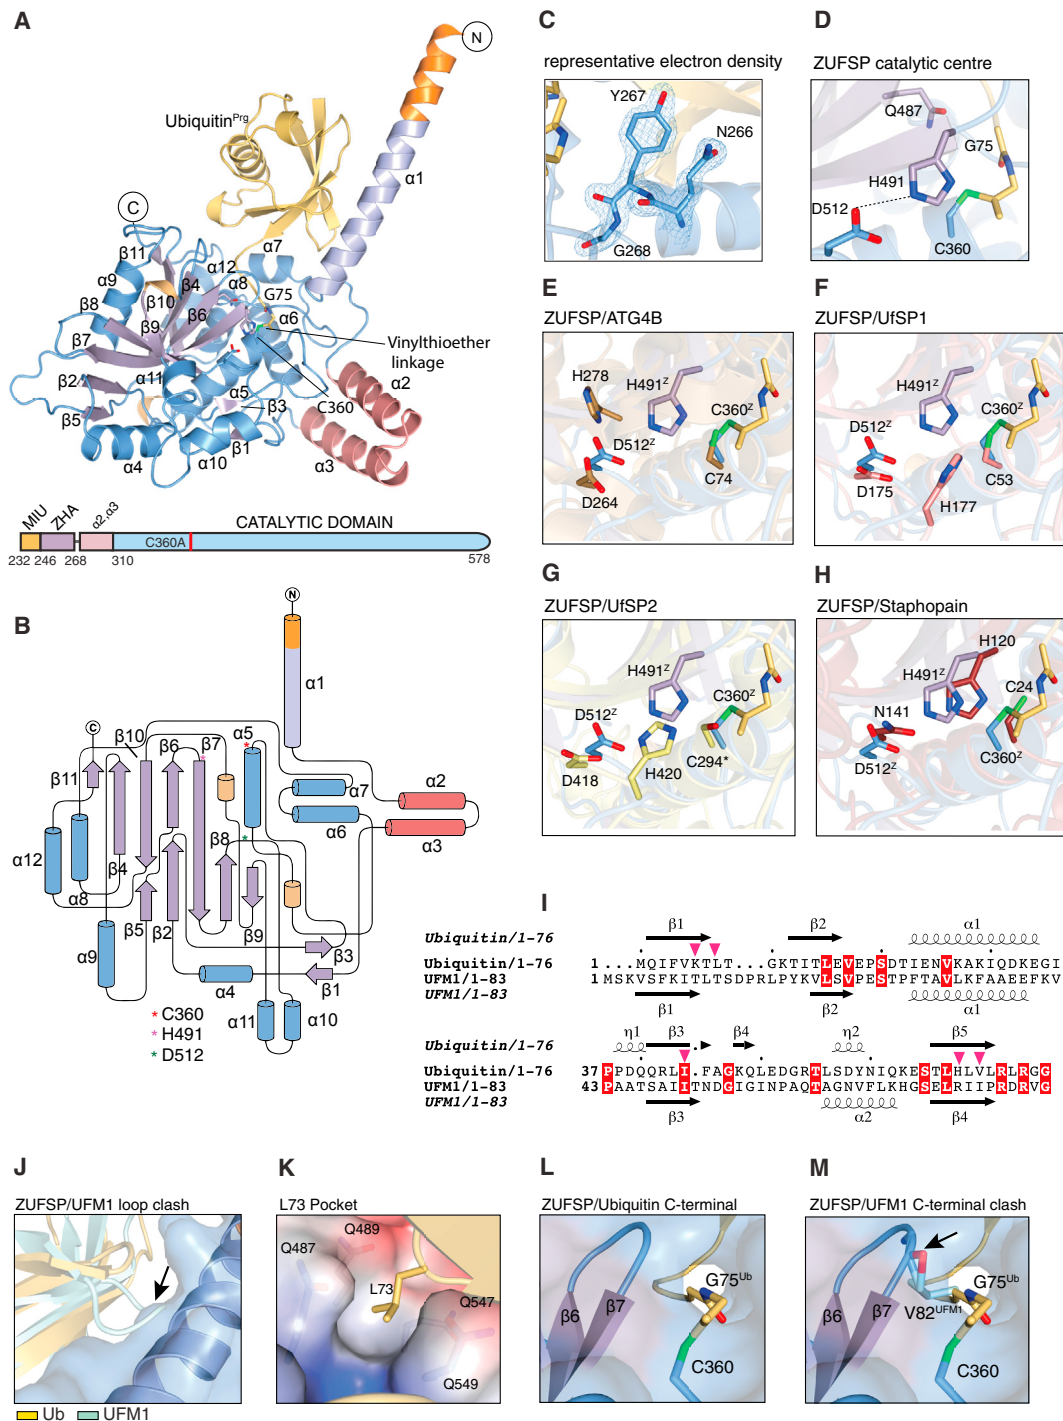 A
N
Ubiquitin^Prg
α1
C
β11
α9
α12
α7
β4
α8
G75
β10
β8
β6
α6
β9
β7
Vinylthioether
linkage
α11
α2
β2
α5
β3
C360
β5
β1
α4
α10
α3
MIU
ZHA
α2,α3
CATALYTIC DOMAIN
C360A
232 246 268 310 578
B
N
α1
C
β10
β6
β7
α5
β11
α7
α2
α6
α3
β8
α12
β4
α8
β5
β2
β9
α9
β3
α4
β1
α11
α10
* C360
* H491
* D512
C
representative electron density
Y267
N266
G268
D
ZUFSP catalytic centre
Q487
G75
H491
D512
C360
E
ZUFSP/ATG4B
H278
H491^Z
C360^Z
D512^Z
C74
D264
F
ZUFSP/UfSP1
H491^Z
C360^Z
D512^Z
C53
D175
H177
G
ZUFSP/UfSP2
H491^Z
C360^Z
D512^Z
C294*
D418
H420
H
ZUFSP/Staphopain
H120
H491^Z
C24
N141
C360^Z
D512^Z
I
β1 β2 α1
Ubiquitin/1-76
Ubiquitin/1-76 1 ...MQIFVKTLT...GKTITLEVEPSDTIENVKAKIQDKEGI
UFM1/1-83 1 MSKVSFKITLTSDPRLPYKVLSVPESTPFTAVLKFAAEEFKV
UFM1/1-83
β1 β2 α1
η1 β3 β4 η2 β5
Ubiquitin/1-76
Ubiquitin/1-76 37 PPDQQRLI.FAGKQLEDGRTLSDYNIQKESTLHLVLRLRGG
UFM1/1-83 43 PAATSAIITNDGIGINPAQTAGNVFLKHGSELRIIPRDRVG
UFM1/1-83
β3 α2 β4
J
ZUFSP/UFM1 loop clash
Ub UFM1
K
L73 Pocket
Q489
Q487
L73
Q547
Q549
L
ZUFSP/Ubiquitin C-terminal
G75^Ub
β6
β7
C360
M
ZUFSP/UFM1 C-terminal clash
G75^Ub
β6
β7
V82^UFM1
C360